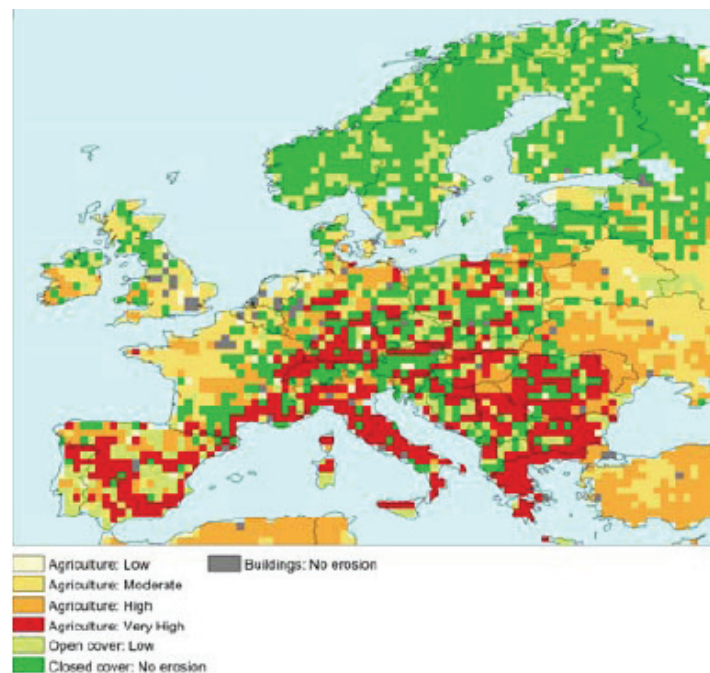 Agriculture: Low
Buildings: No erosion
Agriculture: Moderate
Agriculture: High
Agriculture: Very High
Open cover: Low
Closed cover: No erosion